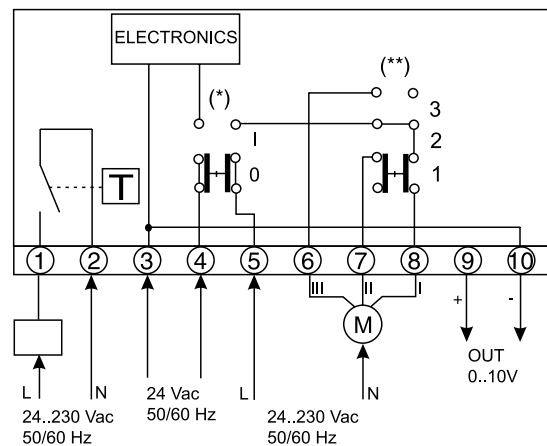 ELECTRONICS
(*)
(**)
I
0
3
2
1
T
1 2 3 4 5 6 7 8 9 10
III II I
M
+ -
L N
24..230 Vac
50/60 Hz
24 Vac
50/60 Hz
L N
24..230 Vac
50/60 Hz
OUT
0..10V